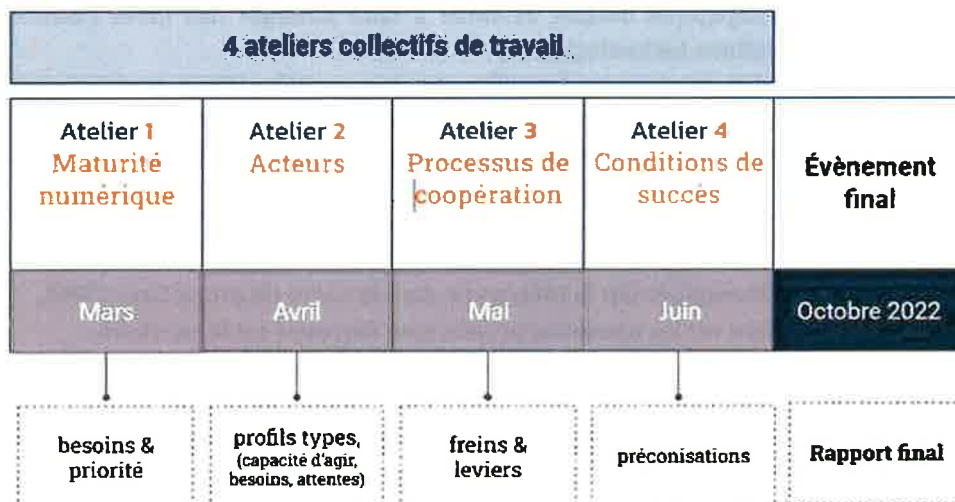 4 ateliers collectifs de travail
Atelier 1
Maturité
numérique
Atelier 2
Acteurs
Atelier 3
Processus de
coopération
Atelier 4
Conditions de
succès
Évènement
final
Mars
Avril
Mai
Juin
Octobre 2022
besoins &
priorité
profils types,
(capacité d'agir,
besoins, attentes)
freins &
leviers
préconisations
Rapport final